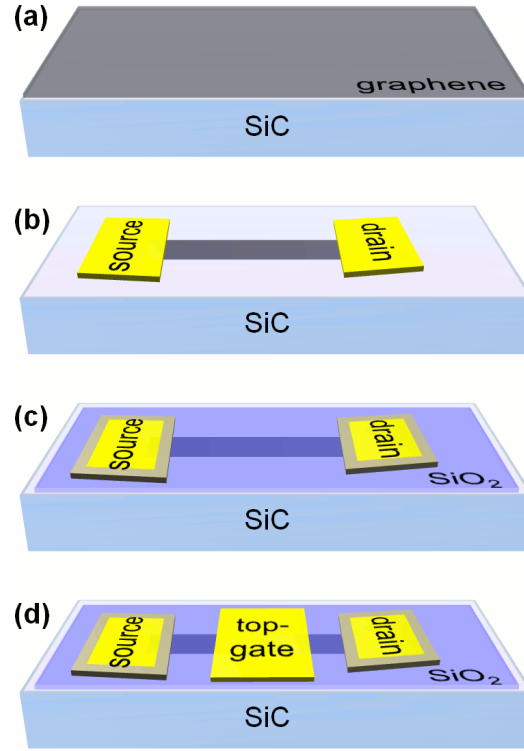 (a)
graphene
SiC
(b)
source
drain
SiC
(c)
source
drain
SiO₂
SiC
(d)
source
top-
gate
drain
SiO₂
SiC